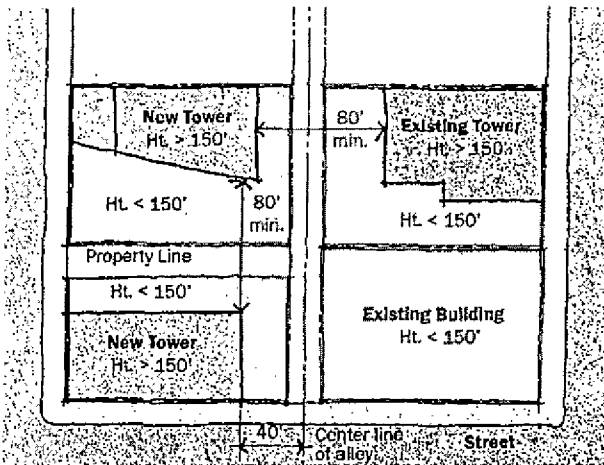 New Tower
Ht. > 150'
80'
min.
Existing Tower
Ht. > 150
Ht. < 150'
80'
min.
Ht. < 150'
Property Line
Ht. < 150'
Existing Building
Ht. < 150'
New Tower
Ht. > 150'
40'
Center line
of alley.
Street